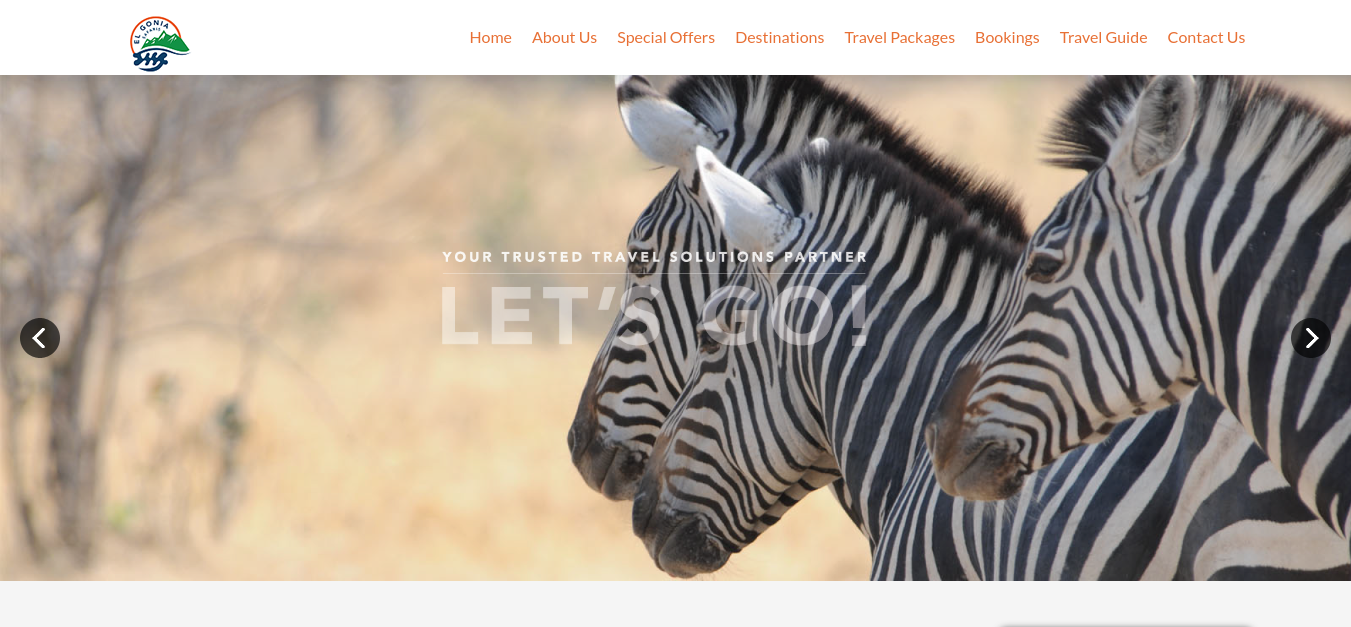 EL GONIA
SAFARIS
Home About Us Special Offers Destinations Travel Packages Bookings Travel Guide Contact Us
YOUR TRUSTED TRAVEL SOLUTIONS PARTNER
LET'S GO!